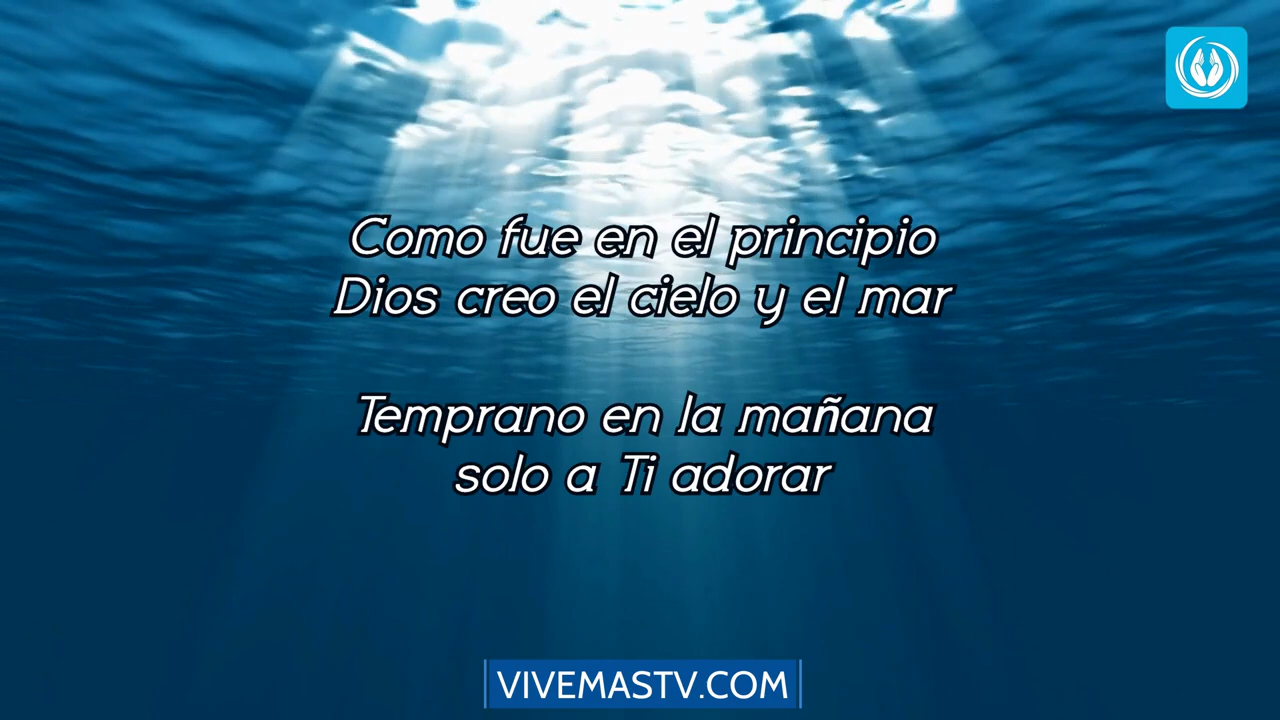 Como fue en el principio
Dios creo el cielo y el mar
Temprano en la mañana
solo a Ti adorar
VIVEMASTV.COM